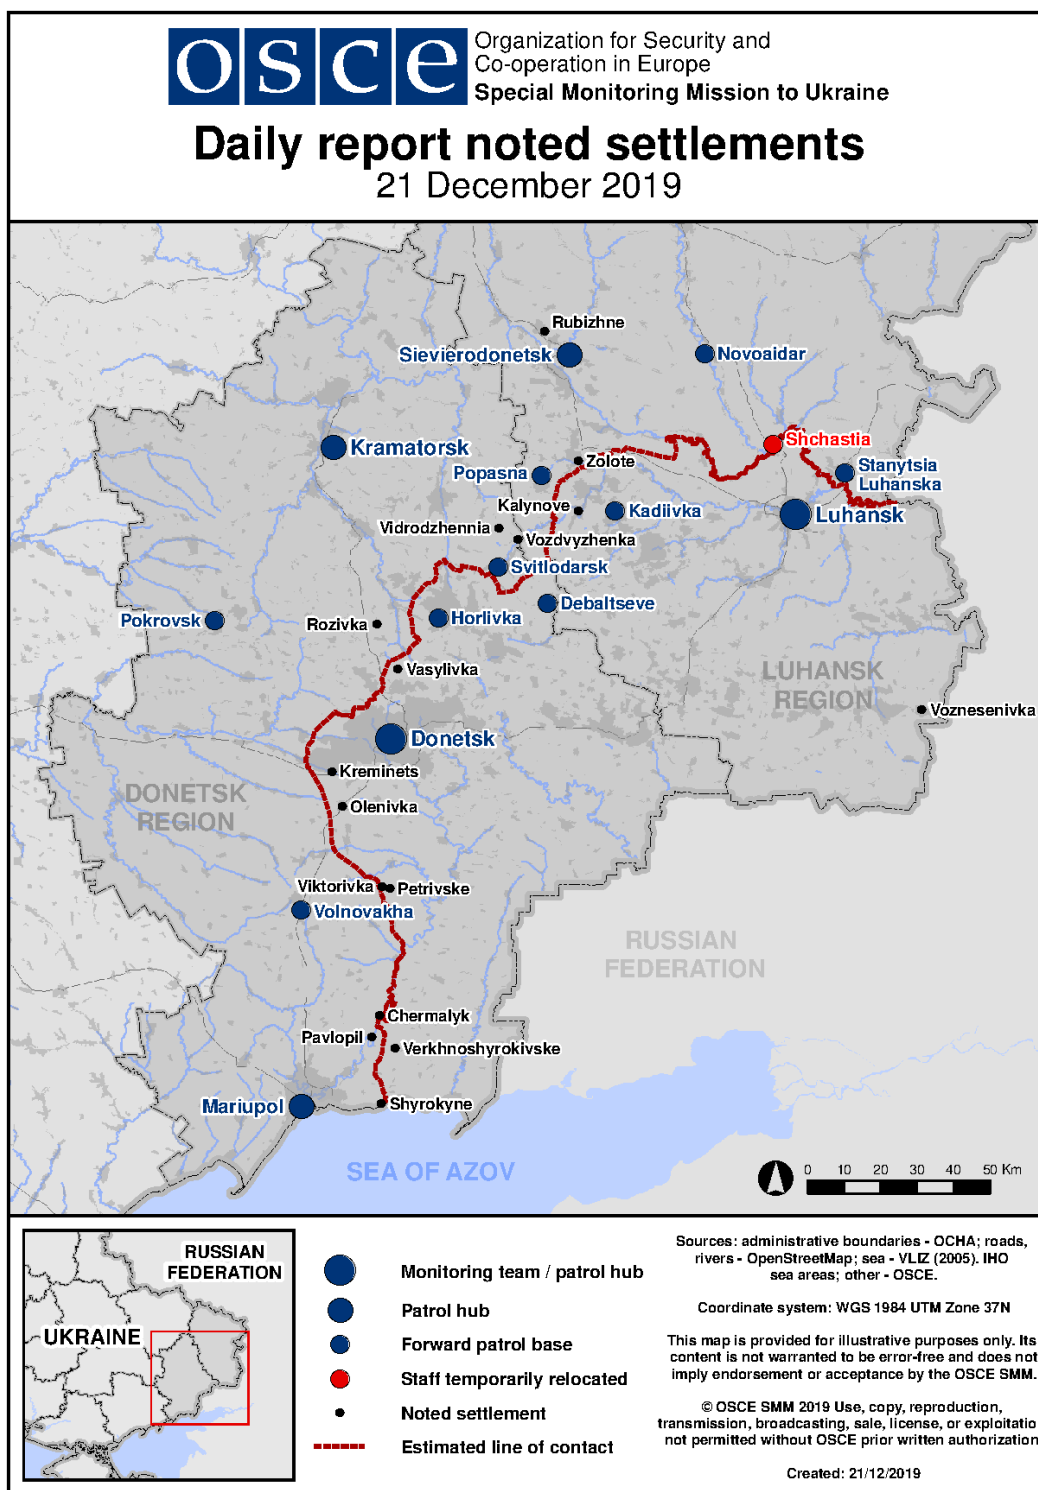 osce
Organization for Security and
Co-operation in Europe
Special Monitoring Mission to Ukraine
Daily report noted settlements
21 December 2019
Rubizhne
Sievierodonetsk
Novoaidar
Kramatorsk
Shchastia
Popasna
Zolote
Stanytsia
Luhanska
Kalynove
Kadiivka
Luhansk
Vidrodzhennia
Vozdvyzhenka
Svitlodarsk
Debaltseve
Pokrovsk
Rozivka
Horlivka
Vasylivka
LUHANSK
REGION
Voznesenivka
Donetsk
Kreminets
DONETSK
REGION
Olenivka
Viktorivka
Petrivske
Volnovakha
RUSSIAN
FEDERATION
Chermalyk
Pavlopil
Verkhnoshyrokivske
Mariupol
Shyrokyne
SEA OF AZOV
0 10 20 30 40 50 Km
RUSSIAN
FEDERATION
UKRAINE
Monitoring team / patrol hub
Patrol hub
Forward patrol base
Staff temporarily relocated
Noted settlement
Estimated line of contact
Sources: administrative boundaries - OCHA; roads,
rivers - OpenStreetMap; sea - VLIZ (2005). IHO
sea areas; other - OSCE.
Coordinate system: WGS 1984 UTM Zone 37N
This map is provided for illustrative purposes only. Its
content is not warranted to be error-free and does not
imply endorsement or acceptance by the OSCE SMM.
© OSCE SMM 2019 Use, copy, reproduction,
transmission, broadcasting, sale, license, or exploitatio
not permitted without OSCE prior written authorization
Created: 21/12/2019